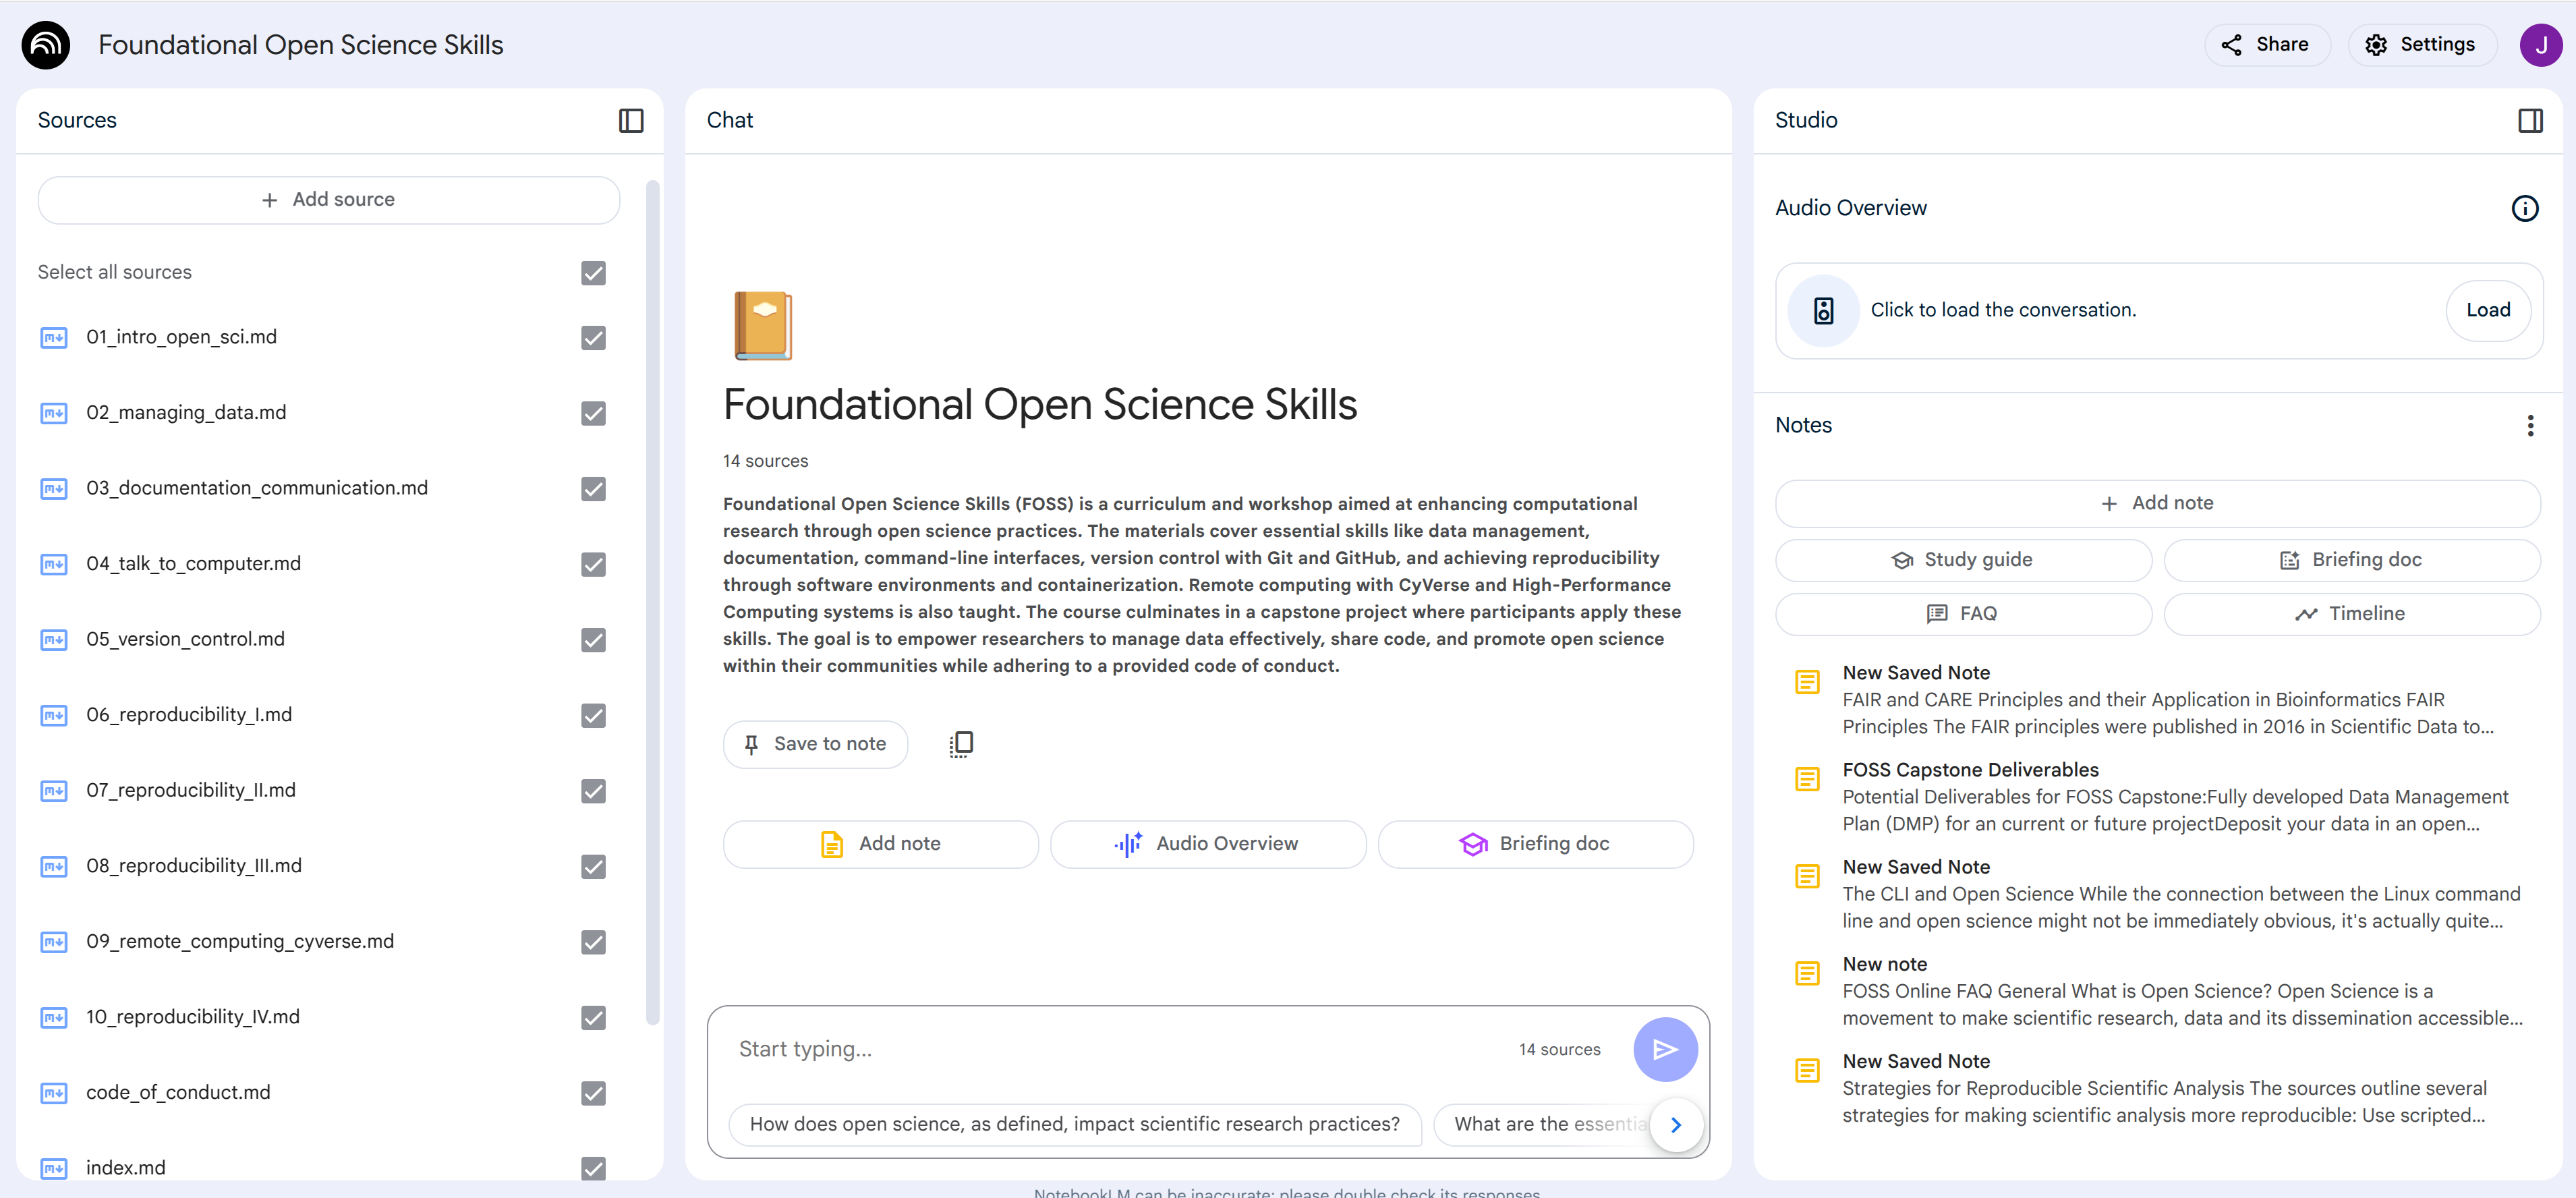 Foundational Open Science Skills
Share
Settings
J
Sources
Add source
Select all sources
01_intro_open_sci.md
02_managing_data.md
03_documentation_communication.md
04_talk_to_computer.md
05_version_control.md
06_reproducibility_I.md
07_reproducibility_II.md
08_reproducibility_III.md
09_remote_computing_cyverse.md
10_reproducibility_IV.md
code_of_conduct.md
index.md
Chat
Foundational Open Science Skills
14 sources
Foundational Open Science Skills (FOSS) is a curriculum and workshop aimed at enhancing computational
research through open science practices. The materials cover essential skills like data management,
documentation, command-line interfaces, version control with Git and GitHub, and achieving reproducibility
through software environments and containerization. Remote computing with CyVerse and High-Performance
Computing systems is also taught. The course culminates in a capstone project where participants apply these
skills. The goal is to empower researchers to manage data effectively, share code, and promote open science
within their communities while adhering to a provided code of conduct.
Save to note
Add note
Audio Overview
Briefing doc
Start typing...
14 sources
How does open science, as defined, impact scientific research practices?
What are the essentia
NotebookLM can be inaccurate; please double check its responses.
Studio
Audio Overview
Click to load the conversation.
Load
Notes
Add note
Study guide
Briefing doc
FAQ
Timeline
New Saved Note
FAIR and CARE Principles and their Application in Bioinformatics FAIR
Principles The FAIR principles were published in 2016 in Scientific Data to...
FOSS Capstone Deliverables
Potential Deliverables for FOSS Capstone:Fully developed Data Management
Plan (DMP) for an current or future projectDeposit your data in an open...
New Saved Note
The CLI and Open Science While the connection between the Linux command
line and open science might not be immediately obvious, it's actually quite...
New note
FOSS Online FAQ General What is Open Science? Open Science is a
movement to make scientific research, data and its dissemination accessible...
New Saved Note
Strategies for Reproducible Scientific Analysis The sources outline several
strategies for making scientific analysis more reproducible: Use scripted...